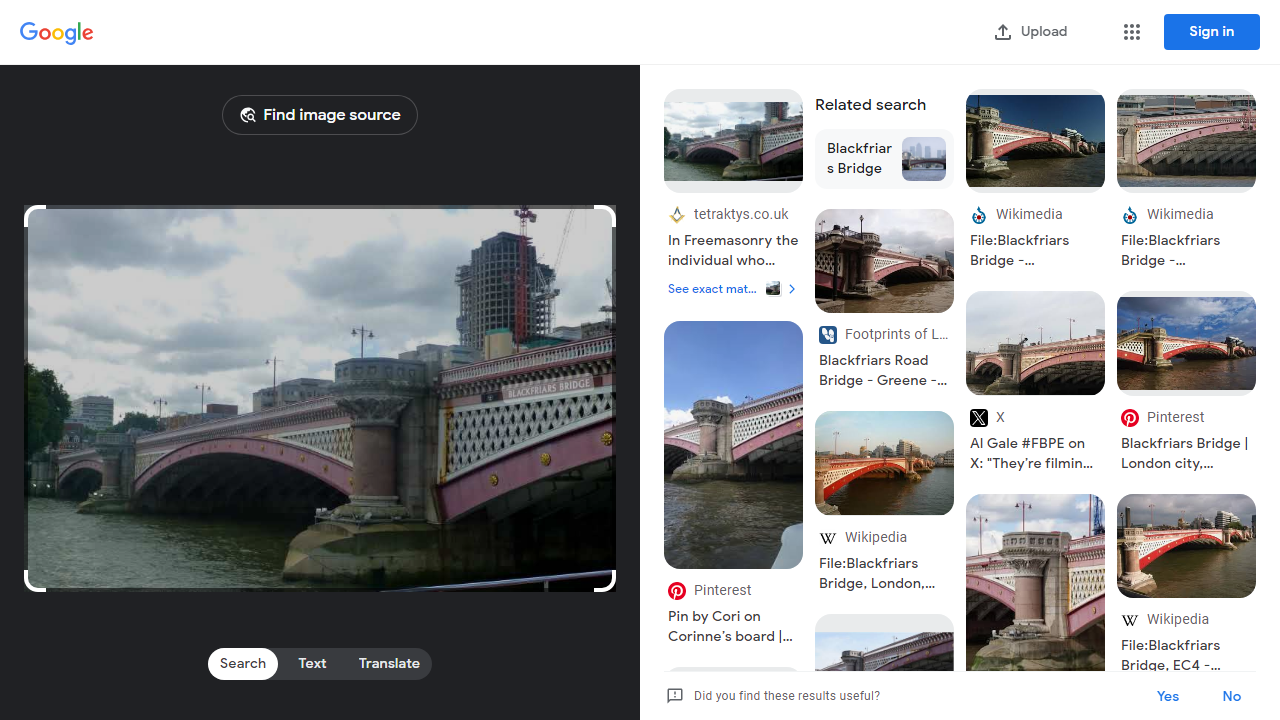 Google
Upload
Sign in
Find image source
BLACKFRIARS BRIDGE
Search
Text
Translate
tetraktys.co.uk
In Freemasonry the
individual who...
See exact mat...
Pinterest
Pin by Cori on
Corinne's board |...
Related search
Blackfriar
s Bridge
Footprints of L...
Blackfriars Road
Bridge - Greene -...
Wikipedia
File:Blackfriars
Bridge, London,...
Wikimedia
File:Blackfriars
Bridge -...
X
Al Gale #FBPE on
X: "They're filmin...
Wikimedia
File:Blackfriars
Bridge -...
Pinterest
Blackfriars Bridge |
London city,...
Wikipedia
File:Blackfriars
Bridge, EC4 -...
Did you find these results useful?
Yes
No